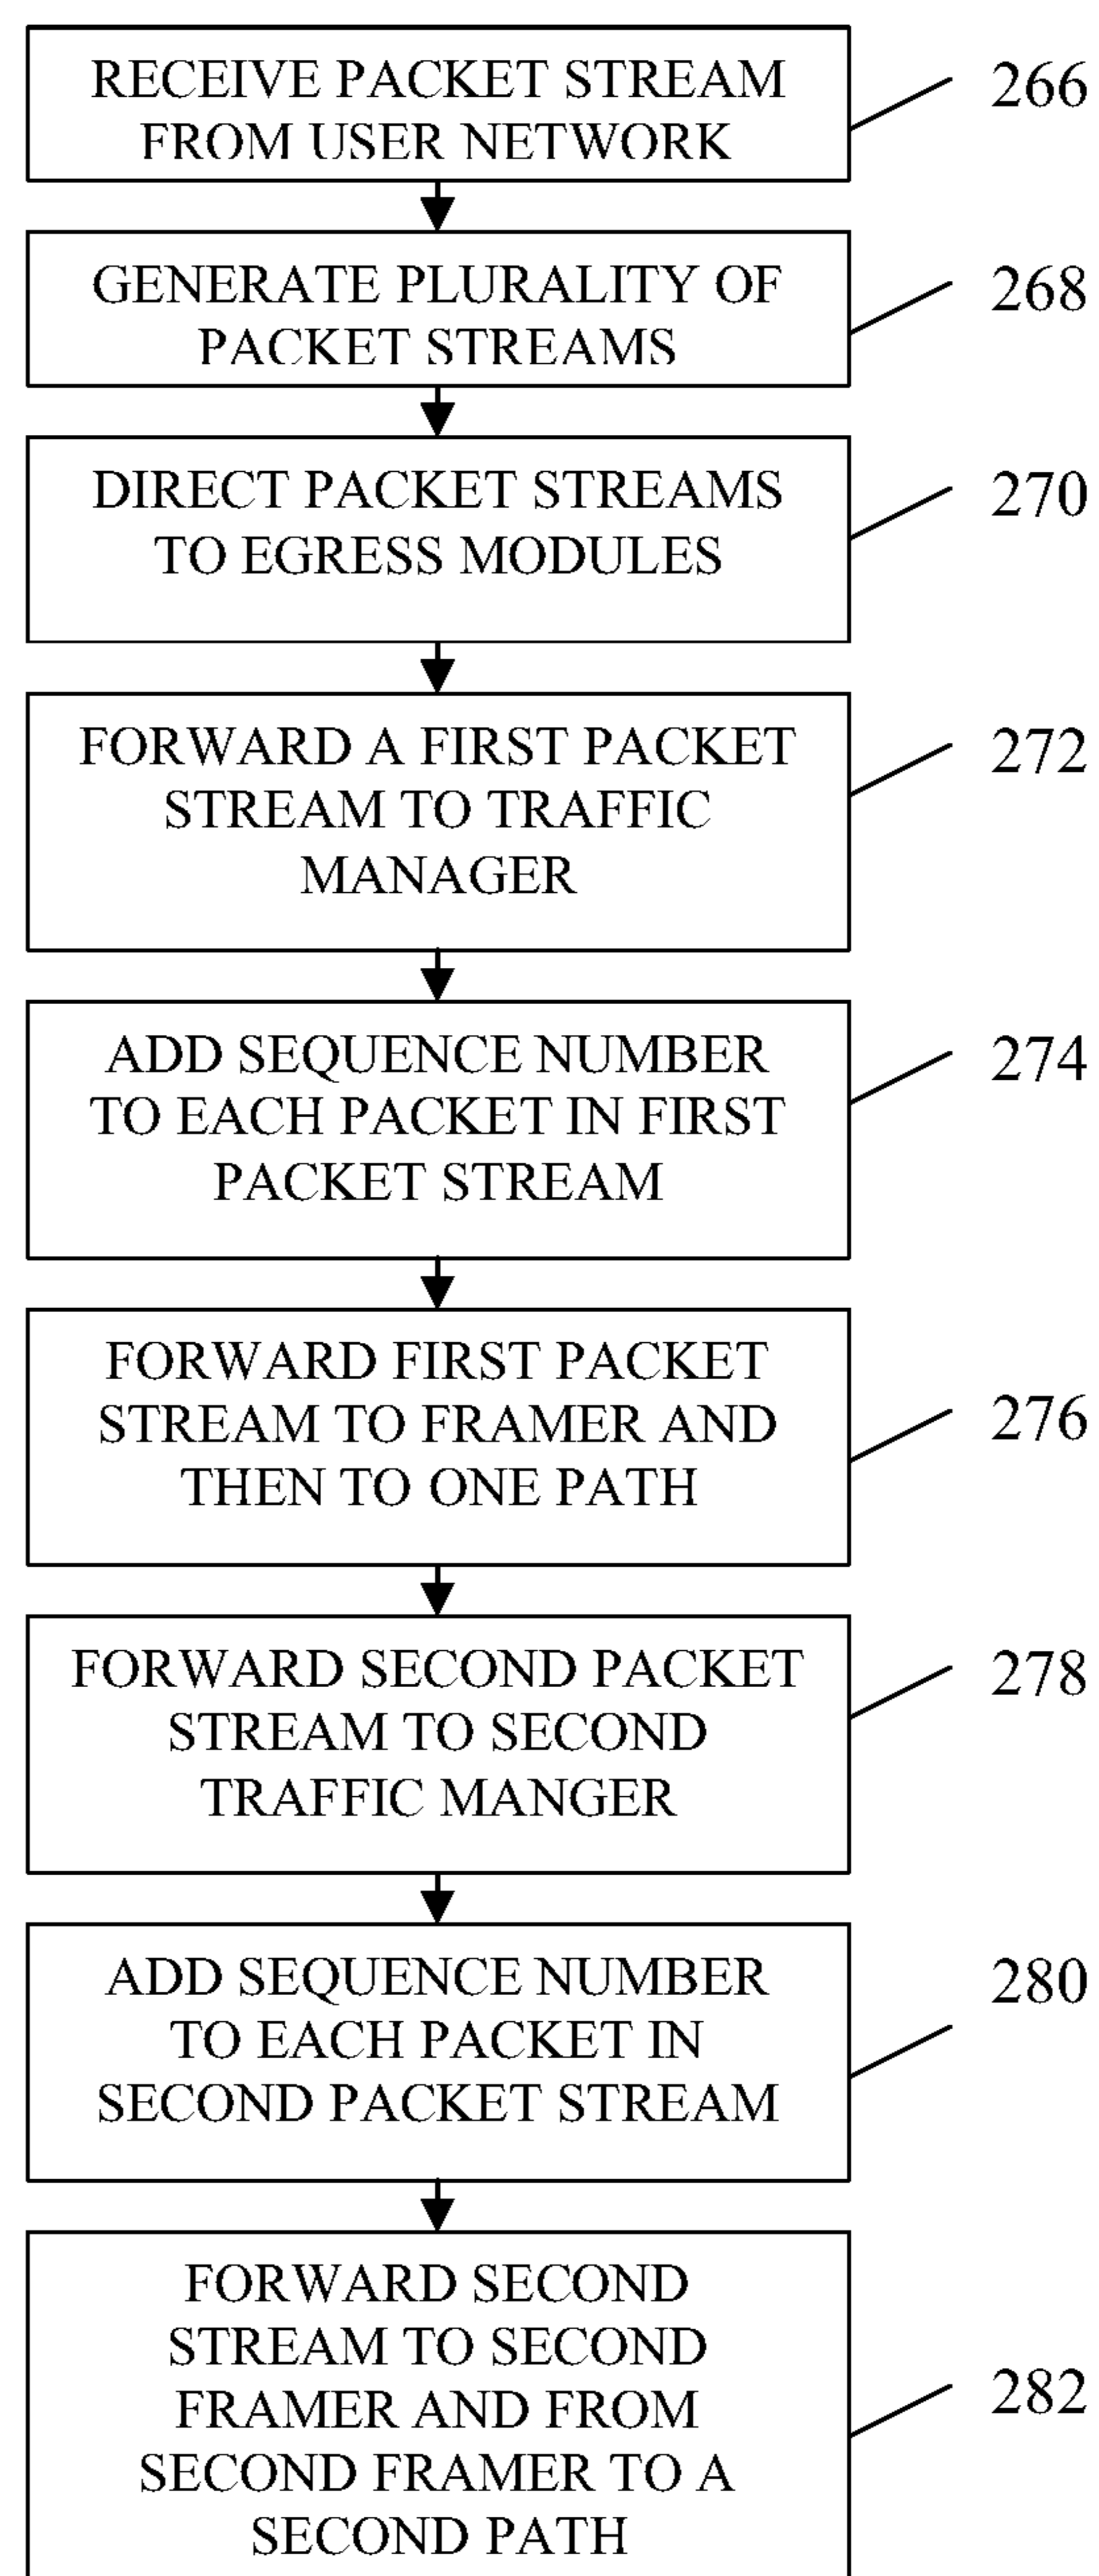 RECEIVE PACKET STREAM
FROM USER NETWORK
266
GENERATE PLURALITY OF
PACKET STREAMS
268
DIRECT PACKET STREAMS
TO EGRESS MODULES
270
FORWARD A FIRST PACKET
STREAM TO TRAFFIC
MANAGER
272
ADD SEQUENCE NUMBER
TO EACH PACKET IN FIRST
PACKET STREAM
274
FORWARD FIRST PACKET
STREAM TO FRAMER AND
THEN TO ONE PATH
276
FORWARD SECOND PACKET
STREAM TO SECOND
TRAFFIC MANGER
278
ADD SEQUENCE NUMBER
TO EACH PACKET IN
SECOND PACKET STREAM
280
FORWARD SECOND
STREAM TO SECOND
FRAMER AND FROM
SECOND FRAMER TO A
SECOND PATH
282